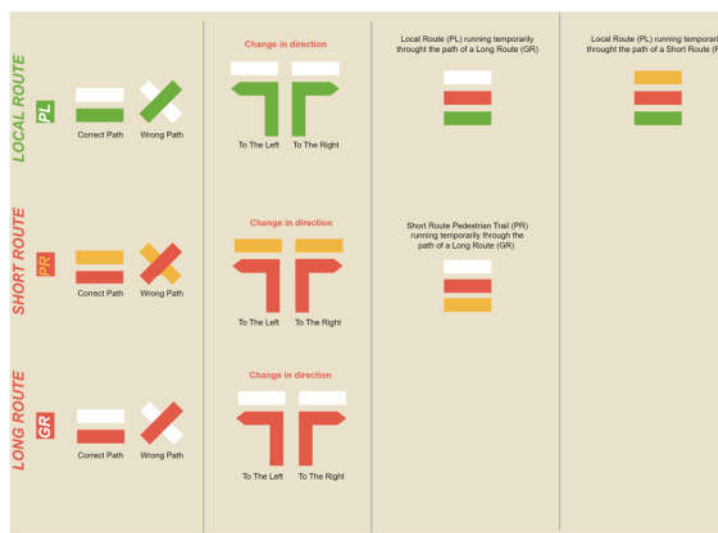 LOCAL ROUTE
PL
Correct Path
Wrong Path
Change in direction
To The Left
To The Right
Local Route (PL) running temporarily
throught the path of a Long Route (GR)
Local Route (PL) running temporari
throught the path of a Short Route (P
SHORT ROUTE
PR
Correct Path
Wrong Path
Change in direction
To The Left
To The Right
Short Route Pedestrian Trail (PR)
running temporarily through the
path of a Long Route (GR)
LONG ROUTE
GR
Correct Path
Wrong Path
Change in direction
To The Left
To The Right